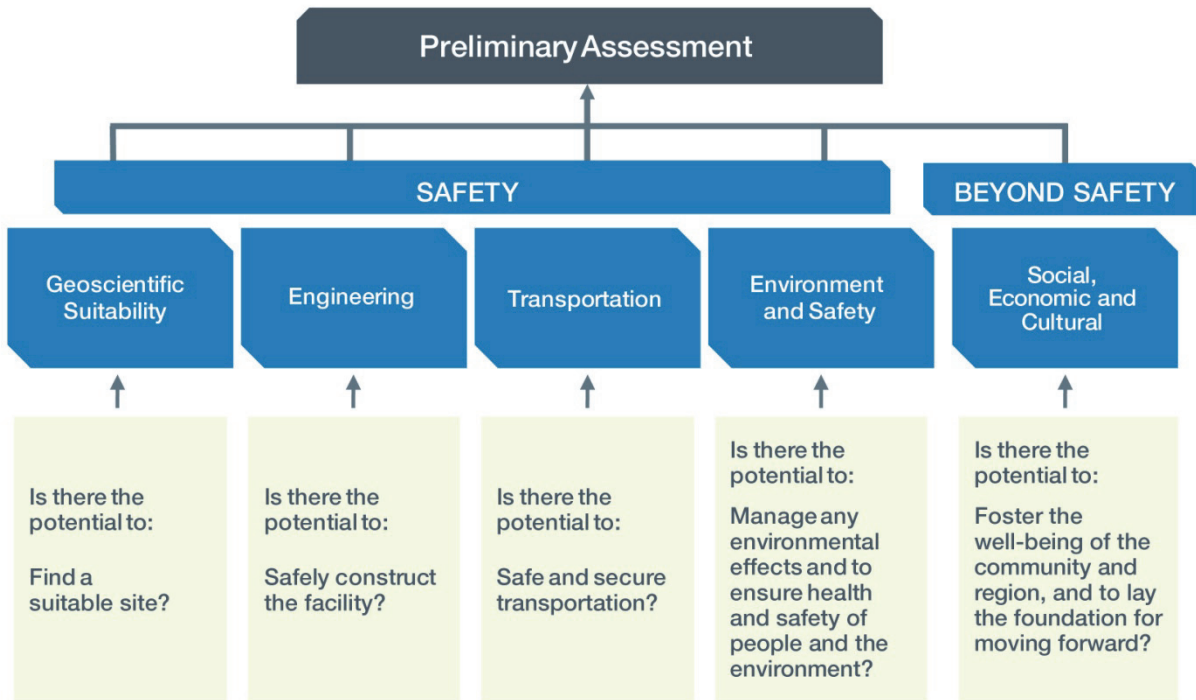 Preliminary Assessment
SAFETY
BEYOND SAFETY
Geoscientific
Suitability
Engineering
Transportation
Environment
and Safety
Social,
Economic and
Cultural
Is there the
potential to:
Find a
suitable site?
Is there the
potential to:
Safely construct
the facility?
Is there the
potential to:
Safe and secure
transportation?
Is there the
potential to:
Manage any
environmental
effects and to
ensure health
and safety of
people and the
environment?
Is there the
potential to:
Foster the
well-being of the
community and
region, and to lay
the foundation for
moving forward?